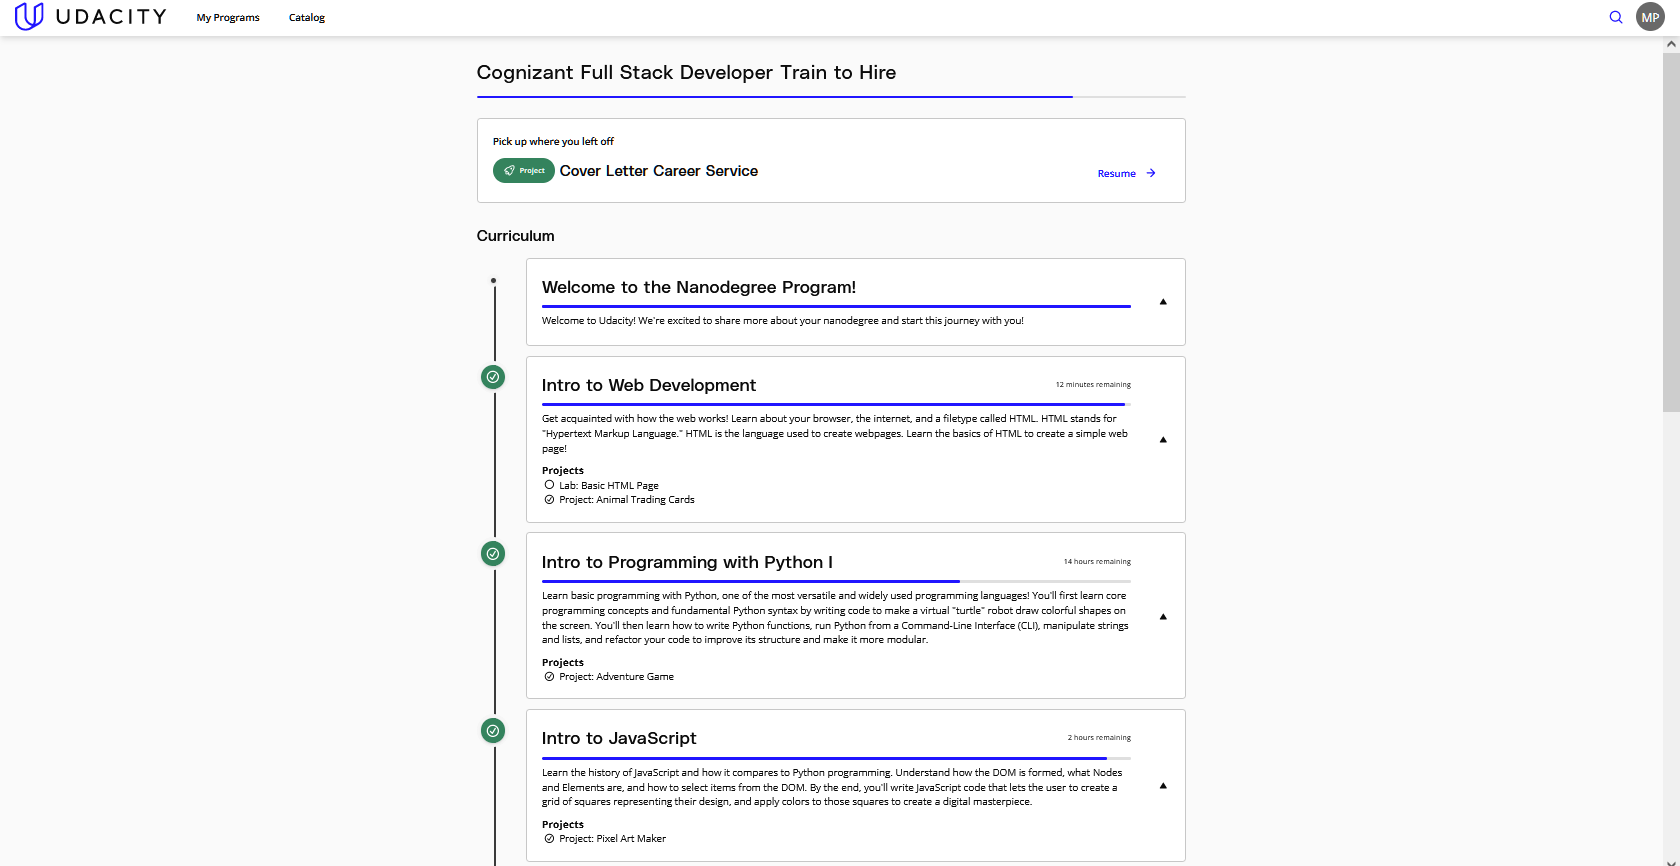 UDACITY
My Programs
Catalog
MP
Cognizant Full Stack Developer Train to Hire
Pick up where you left off
Project
Cover Letter Career Service
Resume
Curriculum
Welcome to the Nanodegree Program!
Welcome to Udacity! We're excited to share more about your nanodegree and start this journey with you!
Intro to Web Development
12 minutes remaining
Get acquainted with how the web works! Learn about your browser, the internet, and a filetype called HTML. HTML stands for
"Hypertext Markup Language." HTML is the language used to create webpages. Learn the basics of HTML to create a simple web
page!
Projects
Lab: Basic HTML Page
Project: Animal Trading Cards
Intro to Programming with Python I
14 hours remaining
Learn basic programming with Python, one of the most versatile and widely used programming languages! You'll first learn core
programming concepts and fundamental Python syntax by writing code to make a virtual "turtle" robot draw colorful shapes on
the screen. You'll then learn how to write Python functions, run Python from a Command-Line Interface (CLI), manipulate strings
and lists, and refactor your code to improve its structure and make it more modular.
Projects
Project: Adventure Game
Intro to JavaScript
2 hours remaining
Learn the history of JavaScript and how it compares to Python programming. Understand how the DOM is formed, what Nodes
and Elements are, and how to select items from the DOM. By the end, you'll write JavaScript code that lets the user to create a
grid of squares representing their design, and apply colors to those squares to create a digital masterpiece.
Projects
Project: Pixel Art Maker